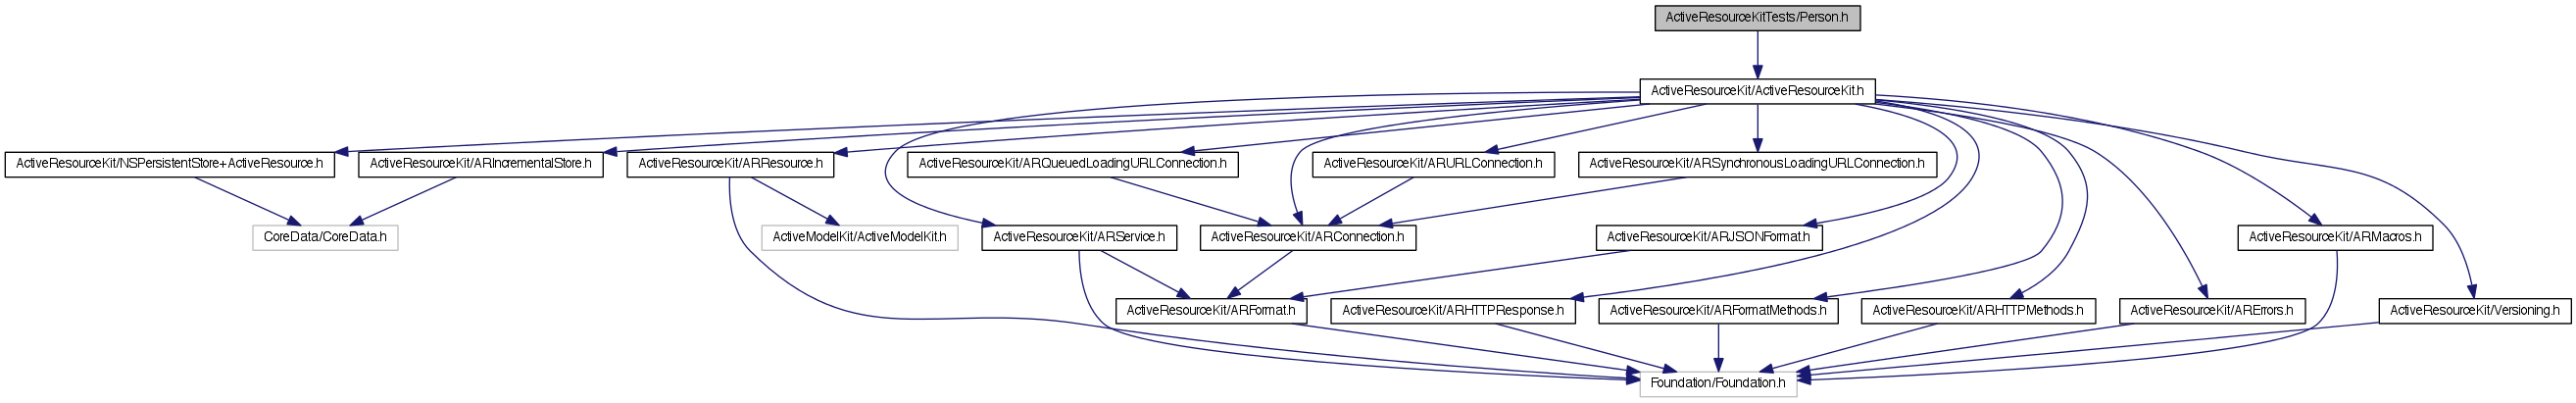 ActiveResourceKitTests/Person.h
ActiveResourceKit/ActiveResourceKit.h
ActiveResourceKit/NSPersistentStore+ActiveResource.h
ActiveResourceKit/ARIncrementalStore.h
ActiveResourceKit/ARResource.h
ActiveResourceKit/ARQueuedLoadingURLConnection.h
ActiveResourceKit/ARURLConnection.h
ActiveResourceKit/ARSynchronousLoadingURLConnection.h
CoreData/CoreData.h
ActiveModelKit/ActiveModelKit.h
ActiveResourceKit/ARService.h
ActiveResourceKit/ARConnection.h
ActiveResourceKit/ARJSONFormat.h
ActiveResourceKit/ARMacros.h
ActiveResourceKit/ARFormat.h
ActiveResourceKit/ARHTTPResponse.h
ActiveResourceKit/ARFormatMethods.h
ActiveResourceKit/ARHTTPMethods.h
ActiveResourceKit/ARErrors.h
ActiveResourceKit/Versioning.h
Foundation/Foundation.h